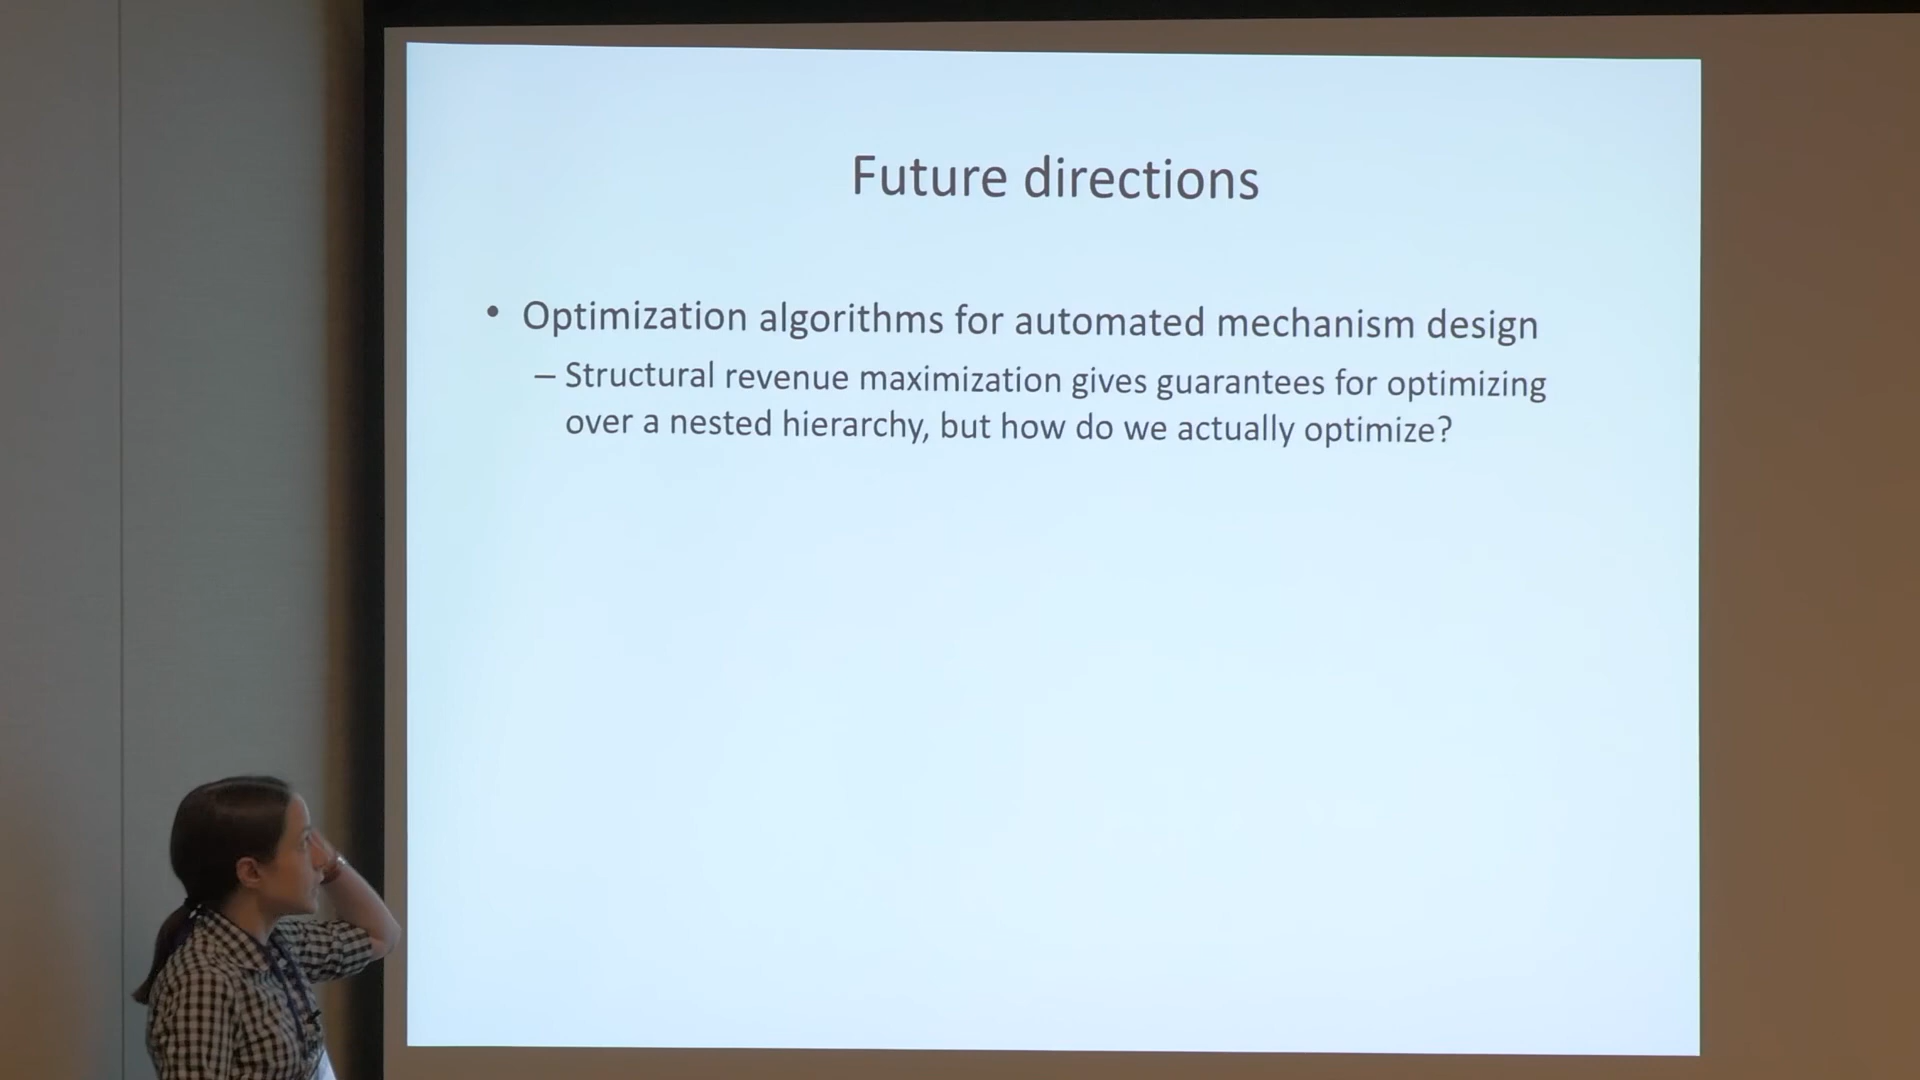 Future directions
• Optimization algorithms for automated mechanism design
– Structural revenue maximization gives guarantees for optimizing
over a nested hierarchy, but how do we actually optimize?